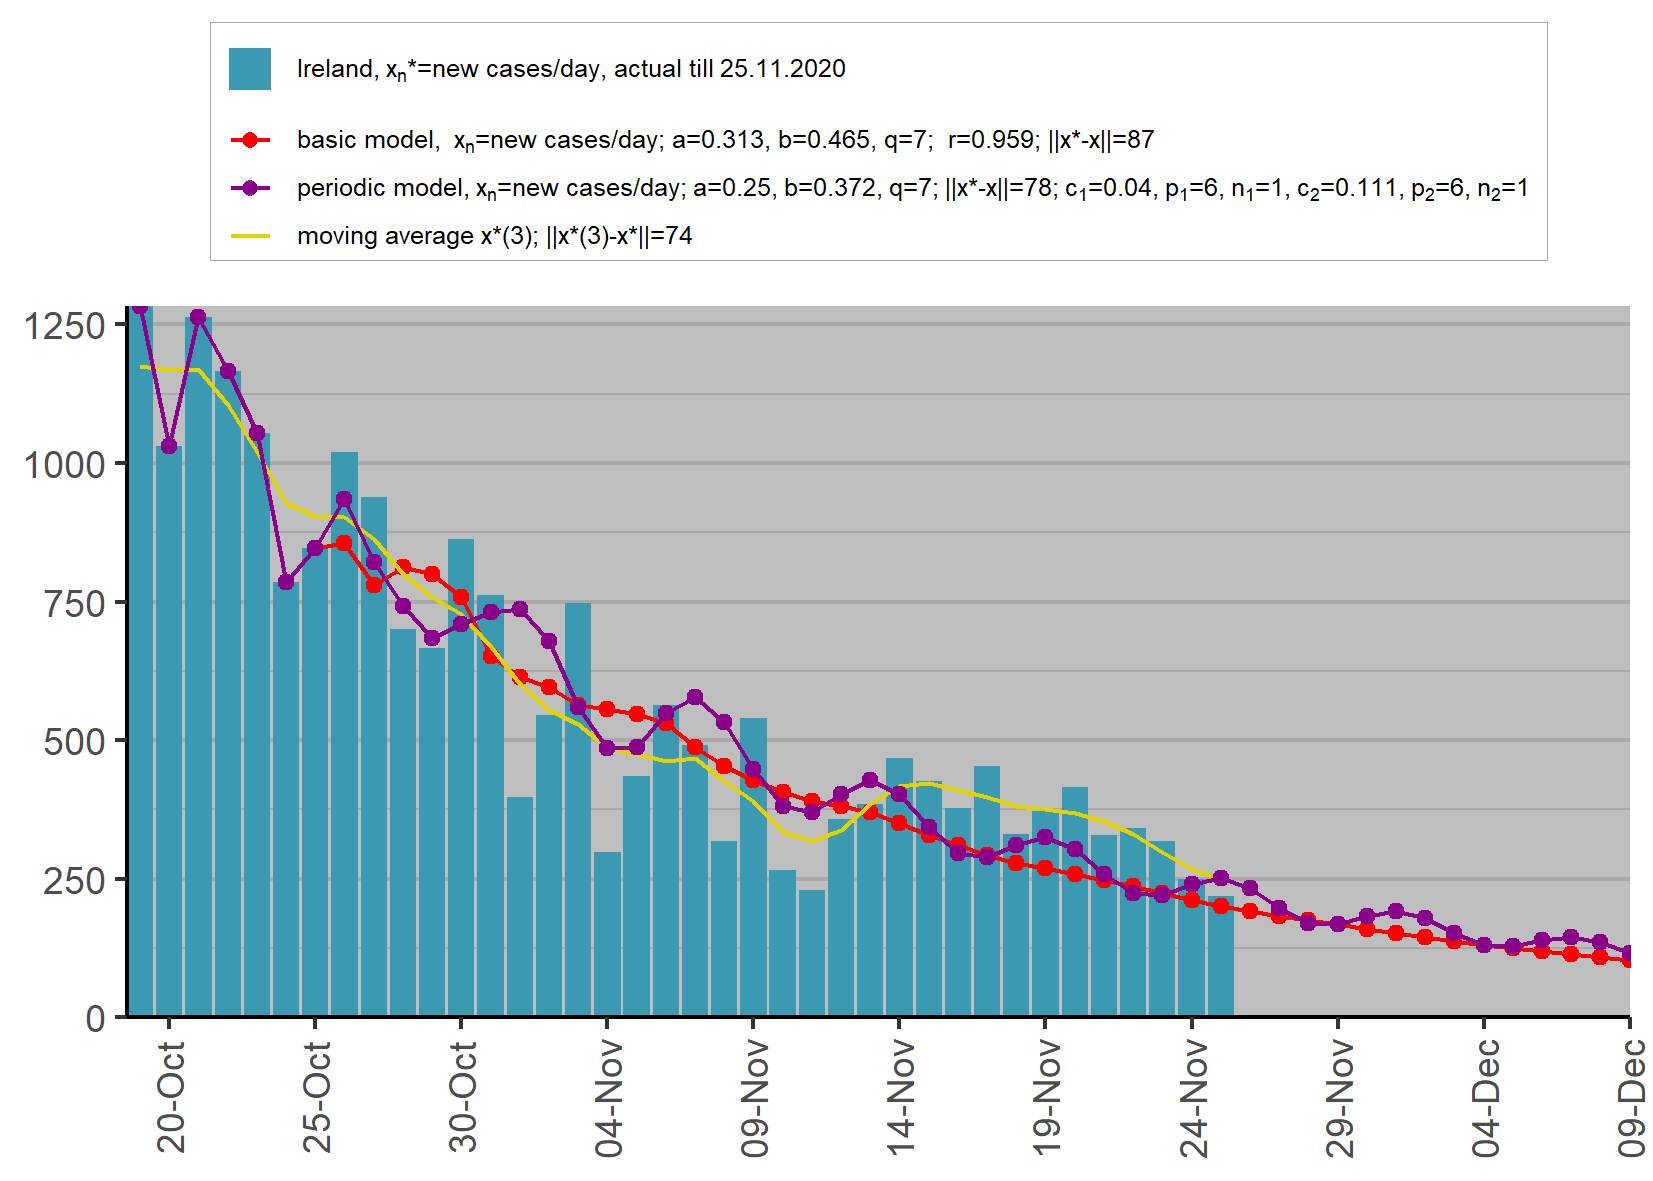 Ireland, xn*=new cases/day, actual till 25.11.2020
basic model,  xn=new cases/day; a=0.313, b=0.465, q=7;  r=0.959; ||x*-x||=87
periodic model, xn=new cases/day; a=0.25, b=0.372, q=7; ||x*-x||=78; c1=0.04, p1=6, n1=1, c2=0.111, p2=6, n2=1
moving average x*(3); ||x*(3)-x*||=74
1250
1000
750
500
250
0
20-Oct
25-Oct
30-Oct
04-Nov
09-Nov
14-Nov
19-Nov
24-Nov
29-Nov
04-Dec
09-Dec